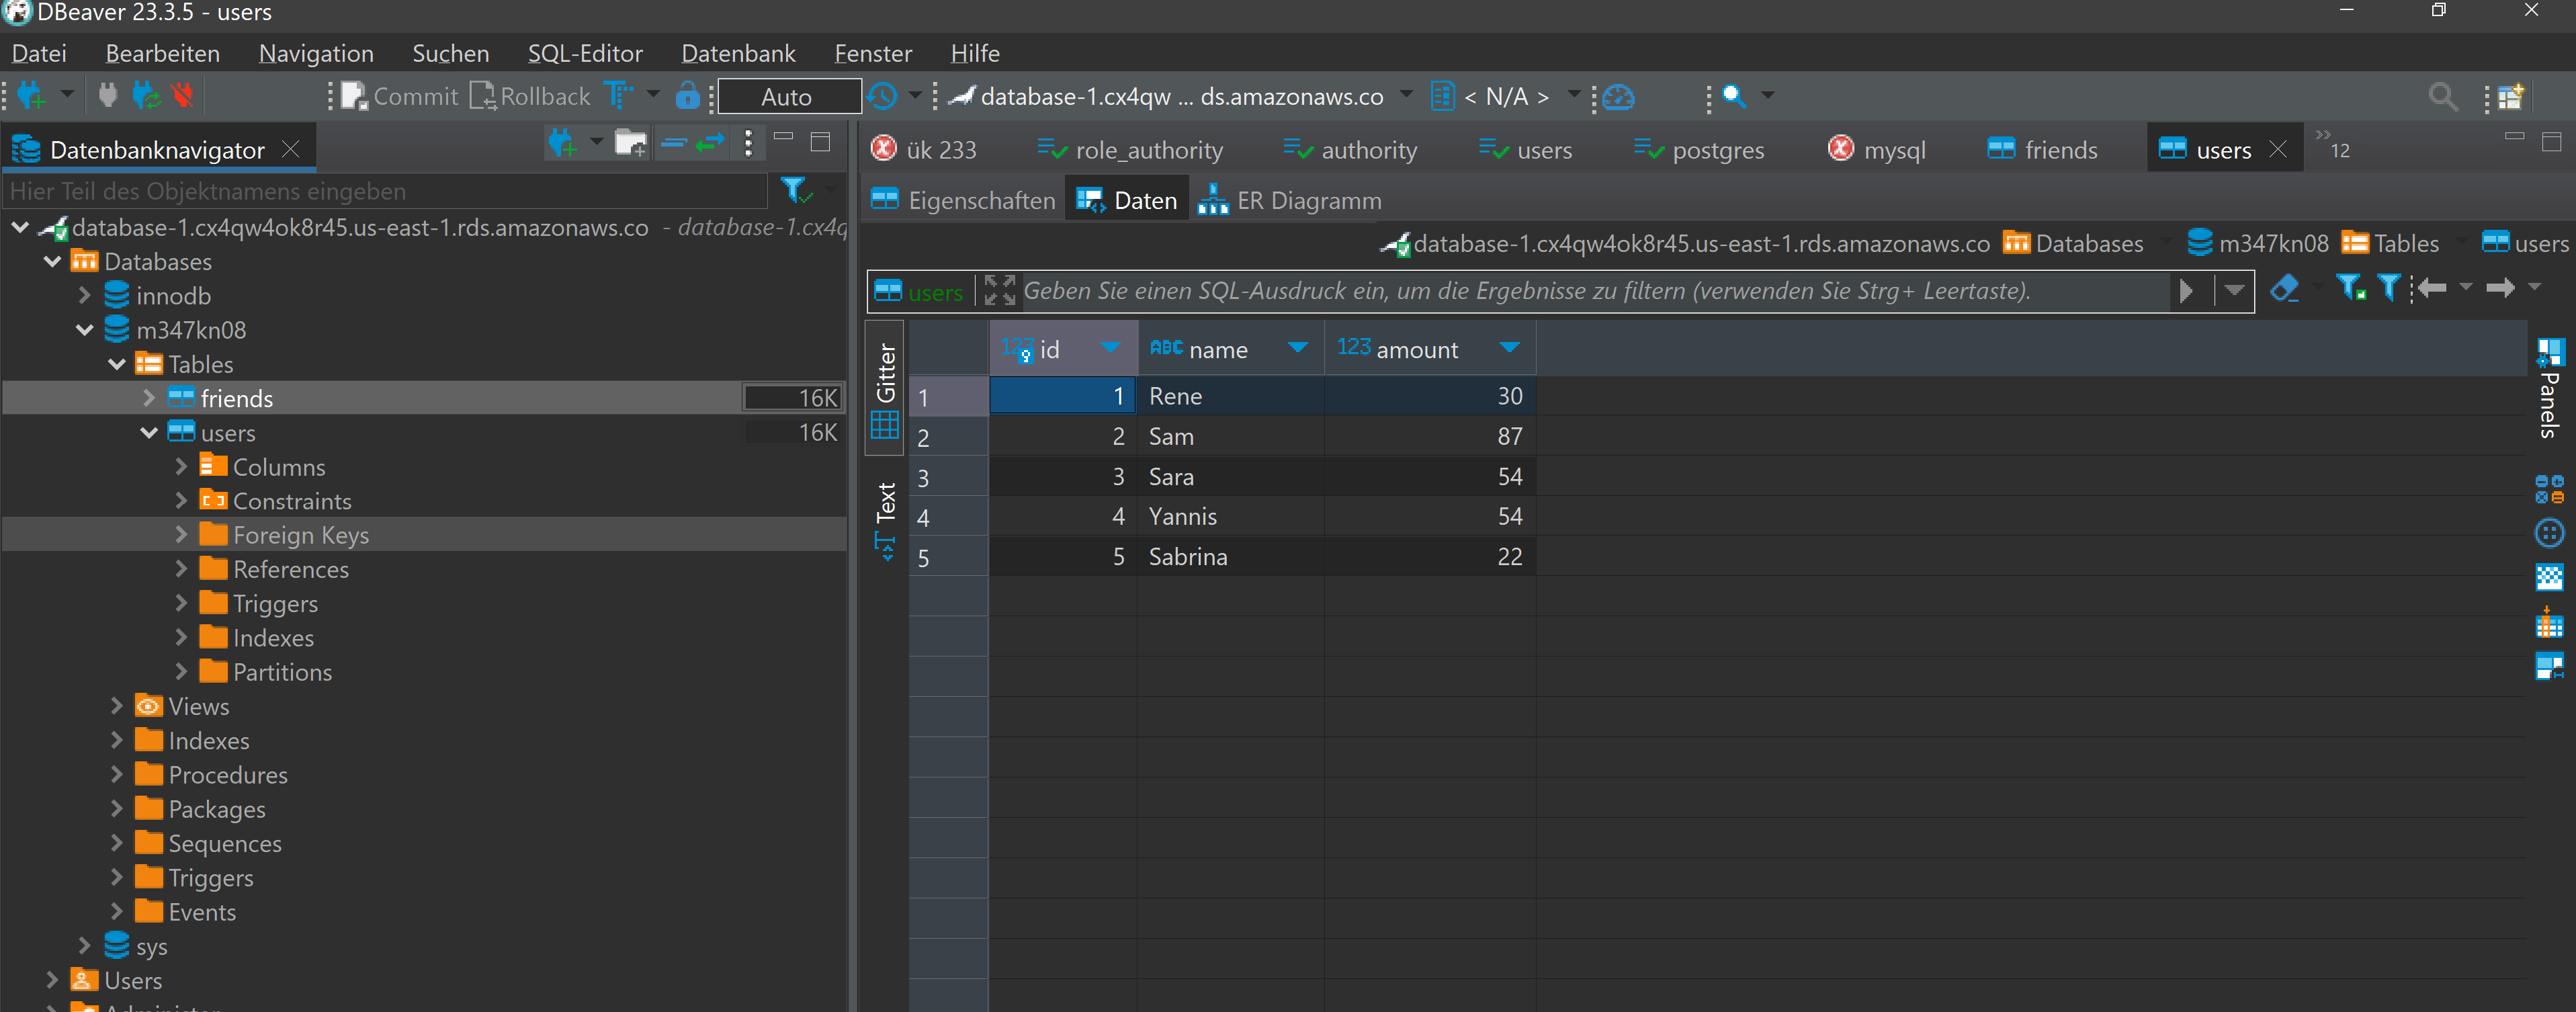 DBeaver 23.3.5 - users
Datei Bearbeiten Navigation Suchen SQL-Editor Datenbank Fenster Hilfe
Commit Rollback Auto database-1.cx4qw ... ds.amazonaws.co < N/A >
Datenbanknavigator
ük 233 role_authority authority users postgres mysql friends users 12
Hier Teil des Objektnamens eingeben
Eigenschaften Daten ER Diagramm
database-1.cx4qw4ok8r45.us-east-1.rds.amazonaws.co - database-1.cx4q
database-1.cx4qw4ok8r45.us-east-1.rds.amazonaws.co Databases m347kn08 Tables users
users Geben Sie einen SQL-Ausdruck ein, um die Ergebnisse zu filtern (verwenden Sie Strg+ Leertaste).
Databases
innodb
m347kn08
Tables
friends 16K
users 16K
Columns
Constraints
Foreign Keys
References
Triggers
Indexes
Partitions
Views
Indexes
Procedures
Packages
Sequences
Triggers
Events
sys
Users
Gitter
Text
123 id ABC name 123 amount
1 1 Rene 30
2 2 Sam 87
3 3 Sara 54
4 4 Yannis 54
5 5 Sabrina 22
Panels